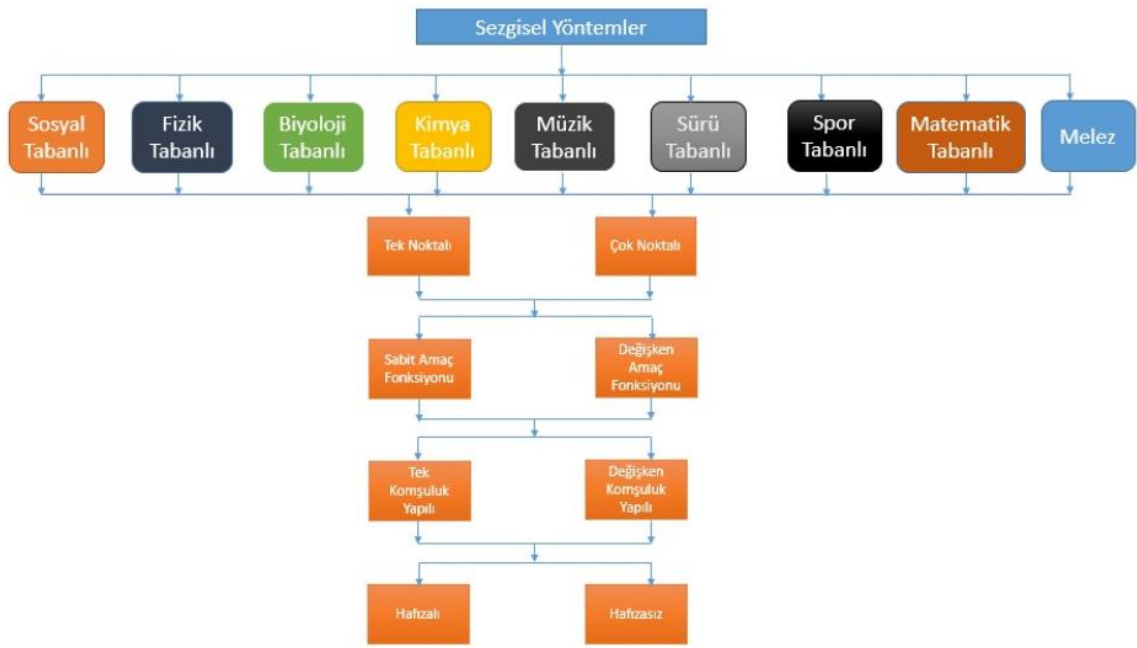 Sezgisel Yöntemler
Sosyal
Tabanlı
Fizik
Tabanlı
Biyoloji
Tabanlı
Kimya
Tabanlı
Müzik
Tabanlı
Sürü
Tabanlı
Spor
Tabanlı
Matematik
Tabanlı
Melez
Tek Noktalı
Çok Noktalı
Sabit Amaç
Fonksiyonu
Değişken
Amaç
Fonksiyonu
Tek
Komşuluk
Yapılı
Değişken
Komşuluk
Yapılı
Hafızalı
Hafızasız